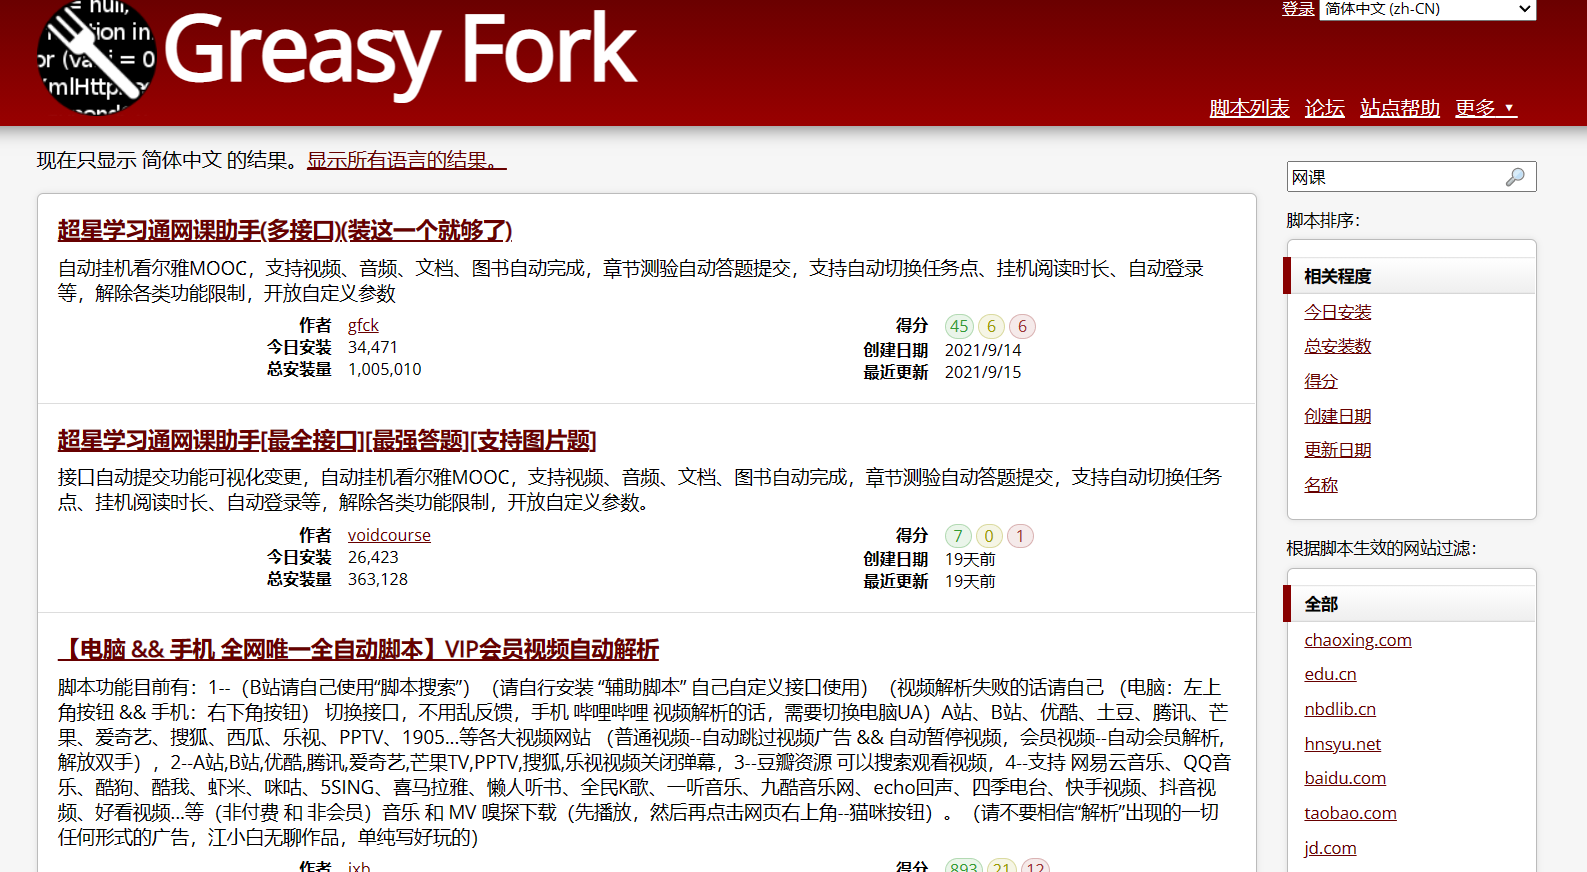 = null,
tion in
or (va i = 0
XmlHttp
Greasy Fork
登录 简体中文 (zh-CN)
脚本列表 论坛 站点帮助 更多 ▼
现在只显示 简体中文 的结果。显示所有语言的结果。
超星学习通网课助手(多接口)(装这一个就够了)
自动挂机看尔雅MOOC，支持视频、音频、文档、图书自动完成，章节测验自动答题提交，支持自动切换任务点、挂机阅读时长、自动登录
等，解除各类功能限制，开放自定义参数
作者 gfck
今日安装 34,471
总安装量 1,005,010
得分 45 6 6
创建日期 2021/9/14
最近更新 2021/9/15
超星学习通网课助手[最全接口][最强答题][支持图片题]
接口自动提交功能可视化变更，自动挂机看尔雅MOOC，支持视频、音频、文档、图书自动完成，章节测验自动答题提交，支持自动切换任务
点、挂机阅读时长、自动登录等，解除各类功能限制，开放自定义参数。
作者 voidcourse
今日安装 26,423
总安装量 363,128
得分 7 0 1
创建日期 19天前
最近更新 19天前
【电脑 && 手机 全网唯一全自动脚本】VIP会员视频自动解析
脚本功能目前有：1--（B站请自己使用“脚本搜索”）（请自行安装 “辅助脚本” 自己自定义接口使用）（视频解析失败的话请自己 （电脑：左上
角按钮 && 手机：右下角按钮） 切换接口，不用乱反馈，手机 哔哩哔哩 视频解析的话，需要切换电脑UA）A站、B站、优酷、土豆、腾讯、芒
果、爱奇艺、搜狐、西瓜、乐视、PPTV、1905...等各大视频网站 （普通视频--自动跳过视频广告 && 自动暂停视频，会员视频--自动会员解析,
解放双手），2--A站,B站,优酷,腾讯,爱奇艺,芒果TV,PPTV,搜狐,乐视视频关闭弹幕，3--豆瓣资源 可以搜索观看视频，4--支持 网易云音乐、QQ音
乐、酷狗、酷我、虾米、咪咕、5SING、喜马拉雅、懒人听书、全民K歌、一听音乐、九酷音乐网、echo回声、四季电台、快手视频、抖音视
频、好看视频...等（非付费 和 非会员）音乐 和 MV 嗅探下载（先播放，然后再点击网页右上角--猫咪按钮）。（请不要相信“解析”出现的一切
任何形式的广告，江小白无聊作品，单纯写好玩的）
作者 ixh
得分 893 21 12
网课
脚本排序：
相关程度
今日安装
总安装数
得分
创建日期
更新日期
名称
根据脚本生效的网站过滤：
全部
chaoxing.com
edu.cn
nbdlib.cn
hnsyu.net
baidu.com
taobao.com
jd.com